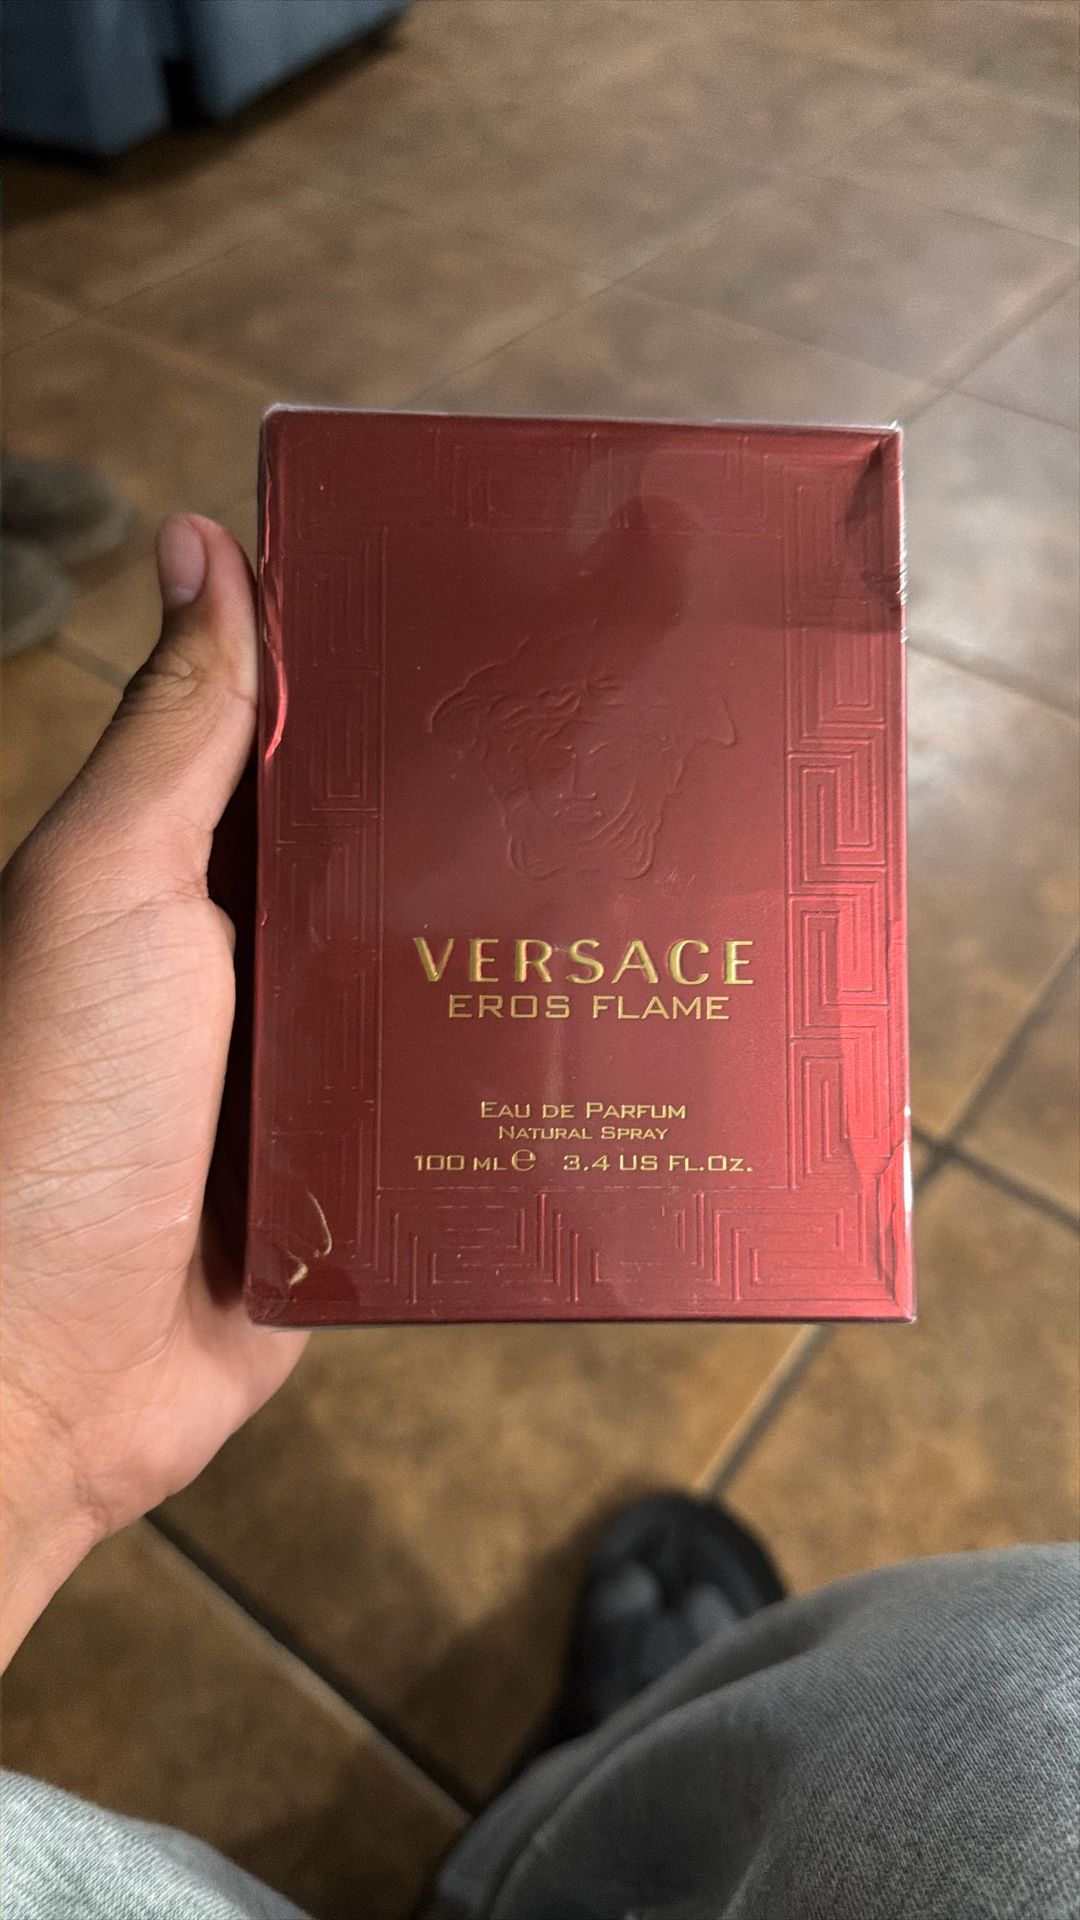 VERSACE
EROS FLAME
EAU DE PARFUM
NATURAL SPRAY
100 ML ℮ 3.4 US FL.OZ.